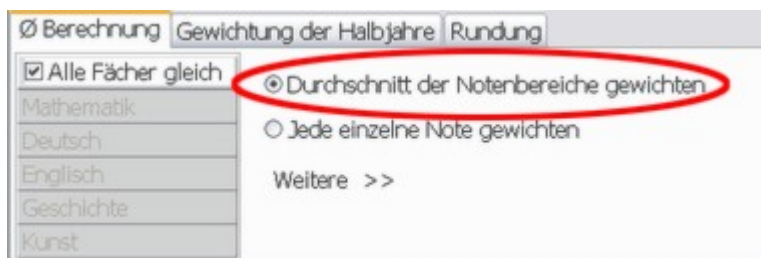 Ø Berechnung Gewichtung der Halbjahre Rundung
Alle Fächer gleich
Mathematik
Deutsch
Englisch
Geschichte
Kunst
Durchschnitt der Notenbereiche gewichten
Jede einzelne Note gewichten
Weitere >>